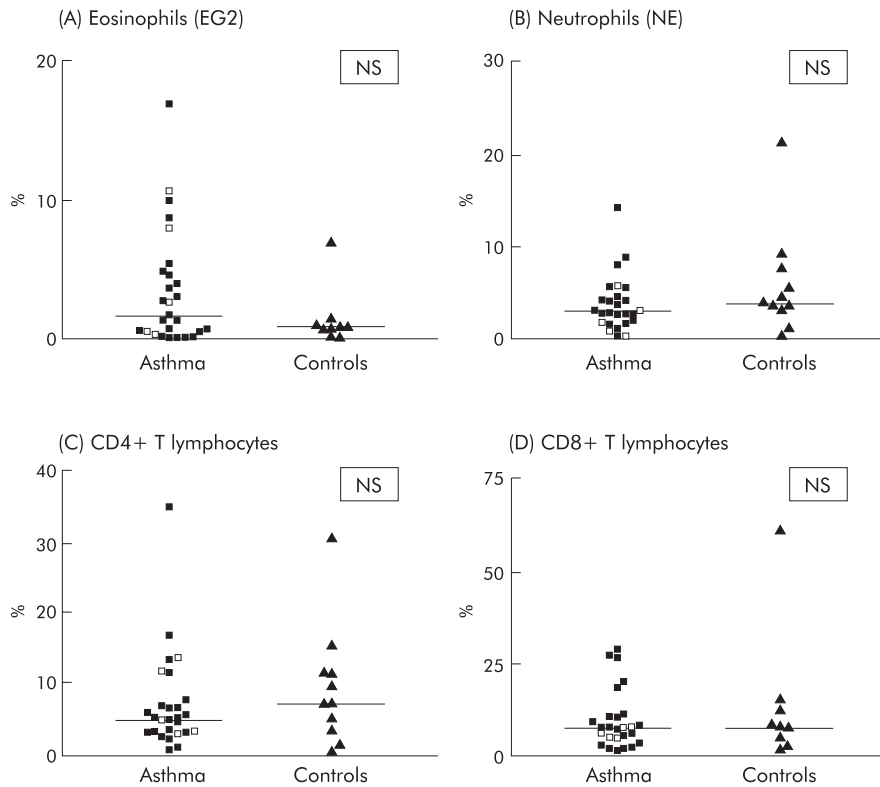 (A) Eosinophils (EG2)
NS
20
10
0
%
Asthma Controls
(B) Neutrophils (NE)
NS
30
20
10
0
%
Asthma Controls
(C) CD4+ T lymphocytes
NS
40
30
20
10
0
%
Asthma Controls
(D) CD8+ T lymphocytes
NS
75
50
25
0
%
Asthma Controls